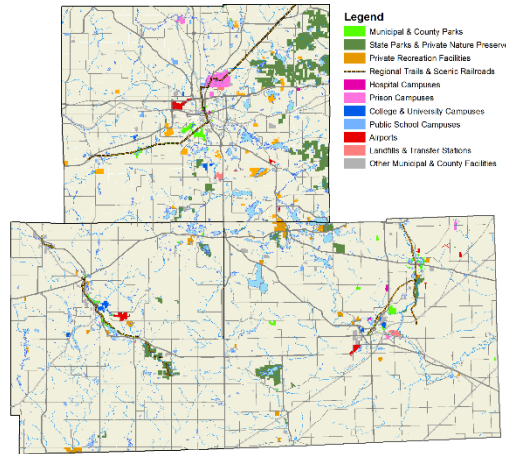 Legend
Municipal & County Parks
State Parks & Private Nature Preserve
Private Recreation Facilities
Regional Trails & Scenic Railroads
Hospital Campuses
Prison Campuses
College & University Campuses
Public School Campuses
Airports
Landfills & Transfer Stations
Other Municipal & County Facilities